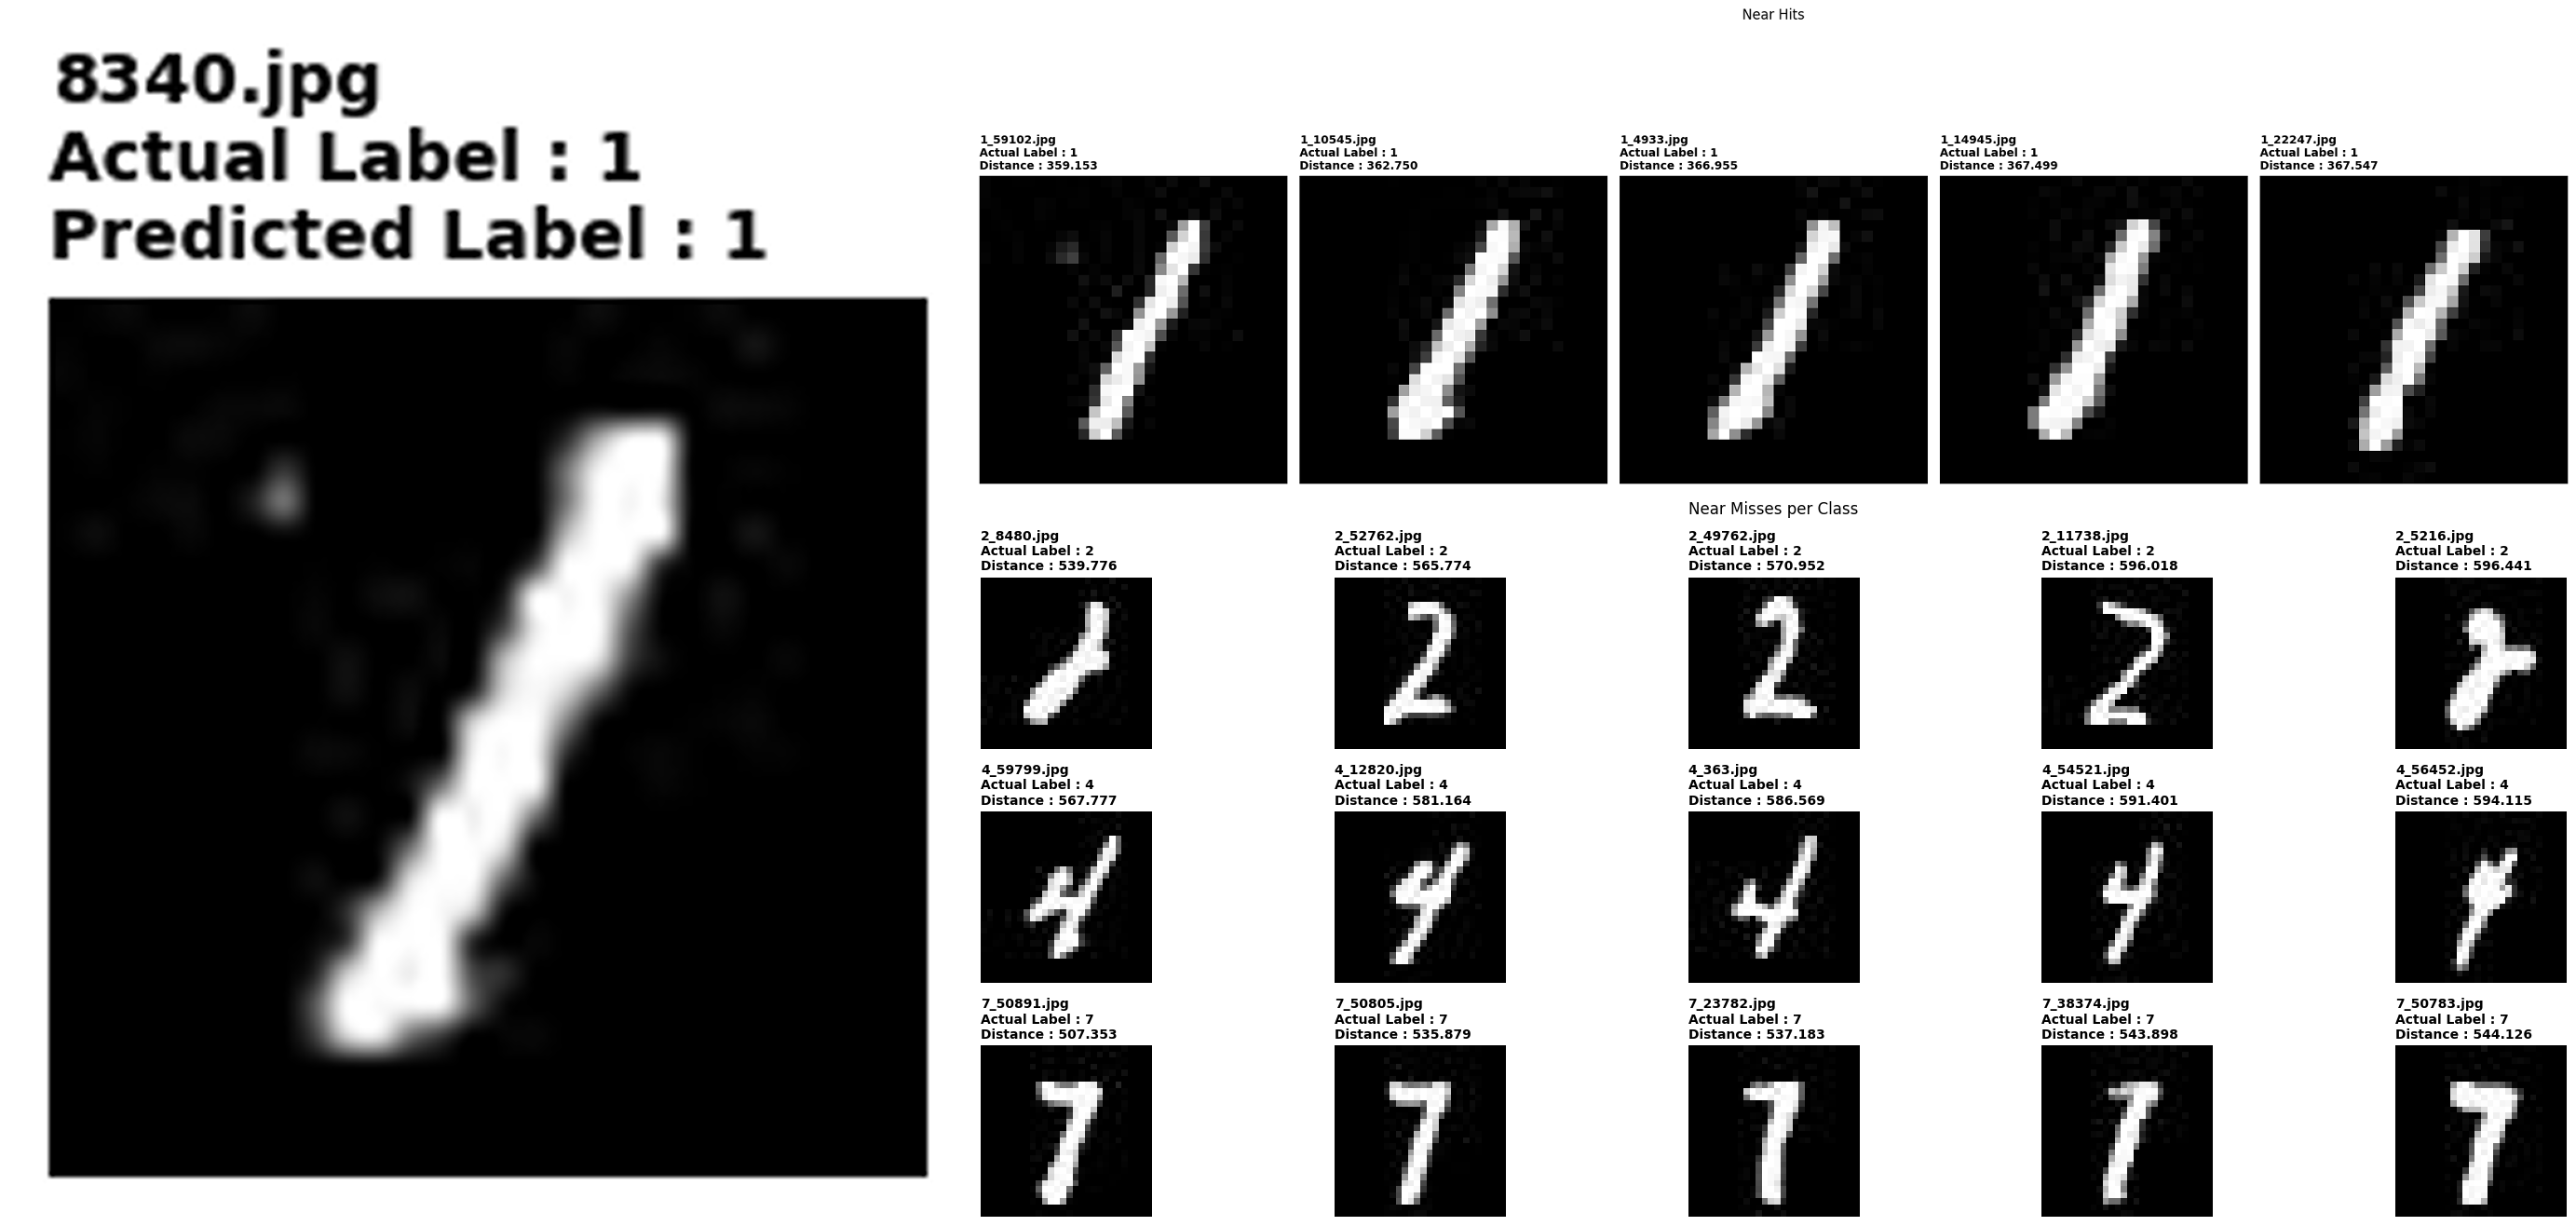 8340.jpg
Actual Label : 1
Predicted Label : 1
Near Hits
1_59102.jpg
Actual Label : 1
Distance : 359.153
1_10545.jpg
Actual Label : 1
Distance : 362.750
1_4933.jpg
Actual Label : 1
Distance : 366.955
1_14945.jpg
Actual Label : 1
Distance : 367.499
1_22247.jpg
Actual Label : 1
Distance : 367.547
Near Misses per Class
2_8480.jpg
Actual Label : 2
Distance : 539.776
2_52762.jpg
Actual Label : 2
Distance : 565.774
2_49762.jpg
Actual Label : 2
Distance : 570.952
2_11738.jpg
Actual Label : 2
Distance : 596.018
2_5216.jpg
Actual Label : 2
Distance : 596.441
4_59799.jpg
Actual Label : 4
Distance : 567.777
4_12820.jpg
Actual Label : 4
Distance : 581.164
4_363.jpg
Actual Label : 4
Distance : 586.569
4_54521.jpg
Actual Label : 4
Distance : 591.401
4_56452.jpg
Actual Label : 4
Distance : 594.115
7_50891.jpg
Actual Label : 7
Distance : 507.353
7_50805.jpg
Actual Label : 7
Distance : 535.879
7_23782.jpg
Actual Label : 7
Distance : 537.183
7_38374.jpg
Actual Label : 7
Distance : 543.898
7_50783.jpg
Actual Label : 7
Distance : 544.126